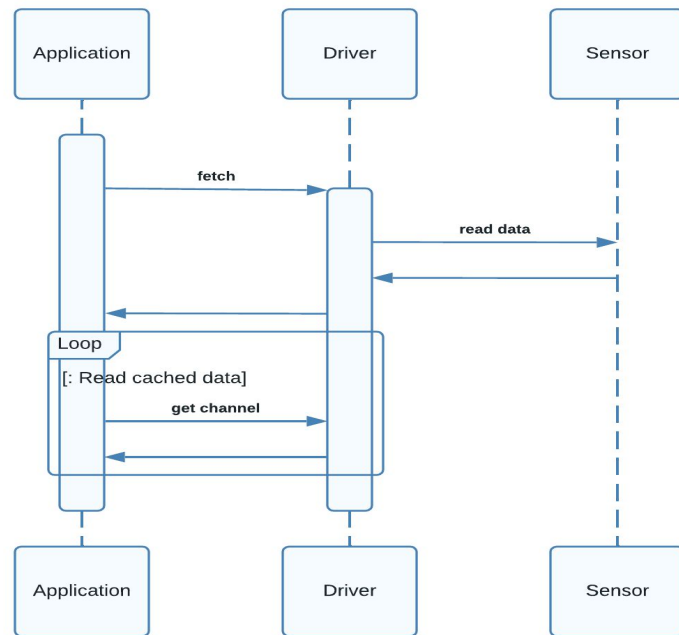 Application
Driver
Sensor
fetch
read data
Loop
[: Read cached data]
get channel
Application
Driver
Sensor